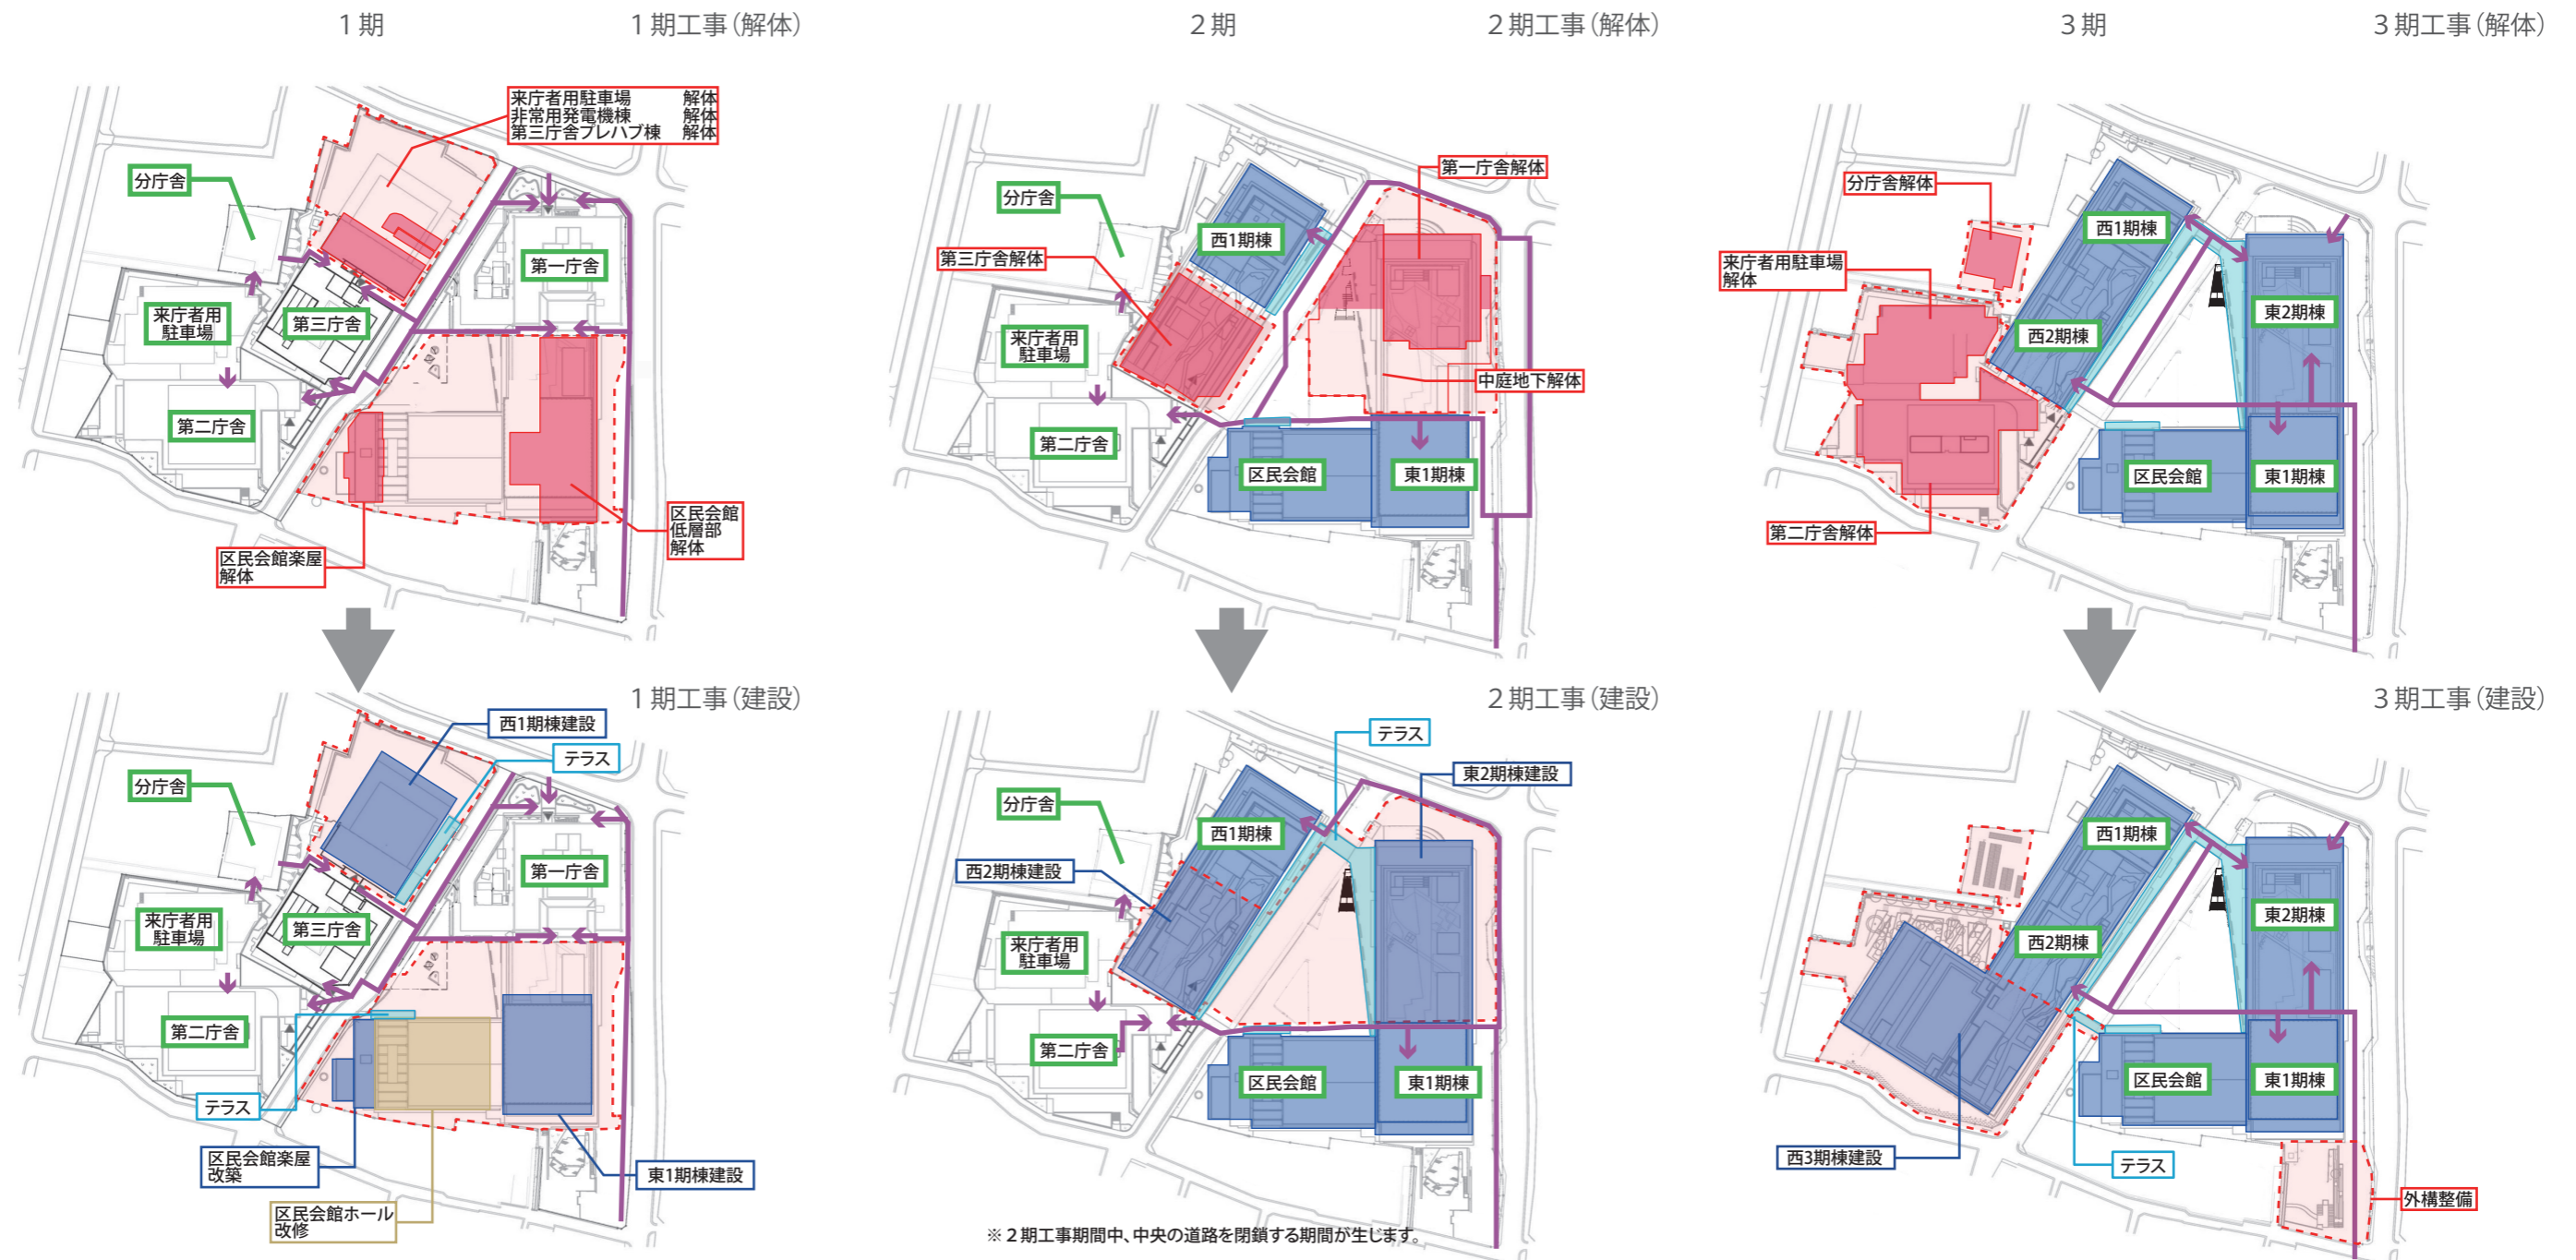 1期
1期工事(解体)
来庁者用駐車場 解体
非常用発電機棟 解体
第三庁舎プレハブ棟 解体
分庁舎
第一庁舎
来庁者用
駐車場
第三庁舎
第二庁舎
区民会館楽屋
解体
区民会館
低層部
解体
2期
2期工事(解体)
第一庁舎解体
分庁舎
西1期棟
第三庁舎解体
来庁者用
駐車場
中庭地下解体
第二庁舎
区民会館
東1期棟
3期
3期工事(解体)
分庁舎解体
西1期棟
来庁者用駐車場
解体
東2期棟
西2期棟
区民会館
東1期棟
第二庁舎解体
1期工事(建設)
西1期棟建設
テラス
分庁舎
第一庁舎
来庁者用
駐車場
第三庁舎
第二庁舎
テラス
区民会館楽屋
改築
東1期棟建設
区民会館ホール
改修
2期工事(建設)
テラス
東2期棟建設
分庁舎
西1期棟
西2期棟建設
来庁者用
駐車場
第二庁舎
区民会館
東1期棟
※2期工事期間中、中央の道路を閉鎖する期間が生じます。
3期工事(建設)
西1期棟
東2期棟
西2期棟
区民会館
東1期棟
西3期棟建設
テラス
外構整備